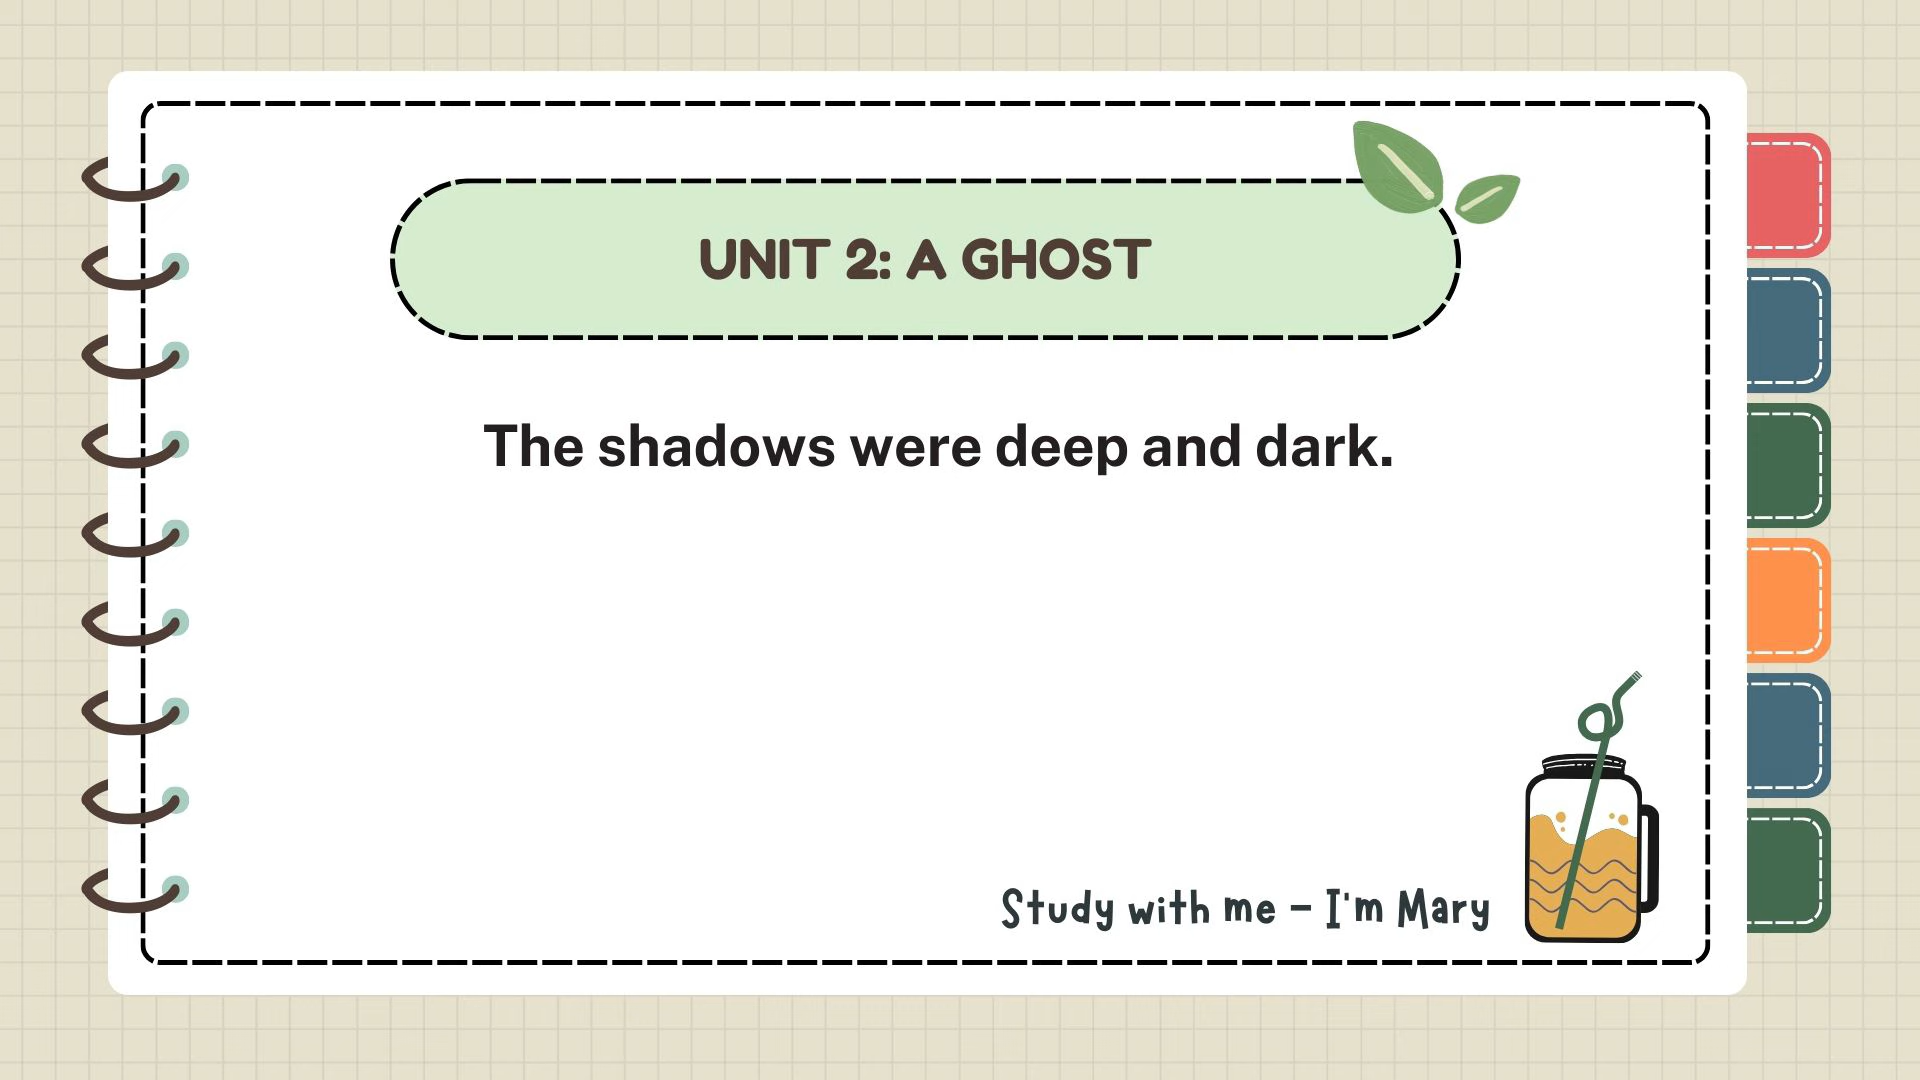 UNIT 2: A GHOST
The shadows were deep and dark.
Study with me - I'm Mary